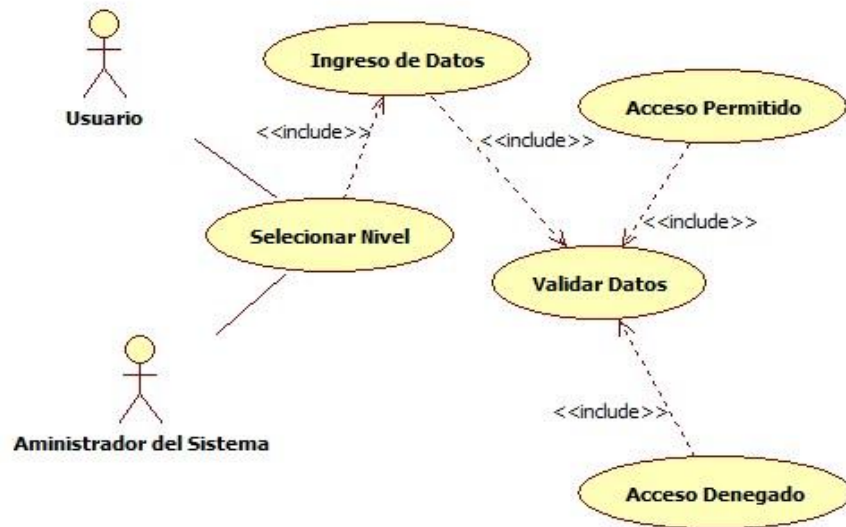 Usuario
Ingreso de Datos
Acceso Permitido
<<include>>
<<include>>
<<include>>
Selecionar Nivel
Validar Datos
Aministrador del Sistema
<<include>>
Acceso Denegado